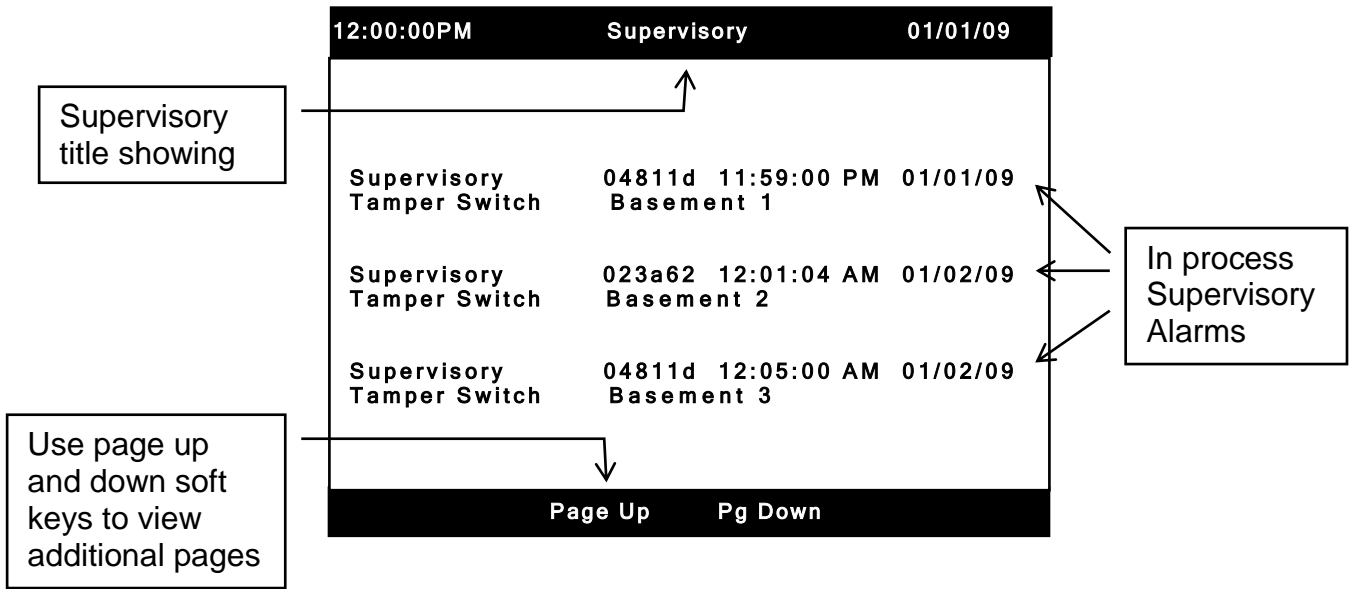 12:00:00PM Supervisory 01/01/09
Supervisory
title showing
Supervisory 04811d 11:59:00 PM 01/01/09
Tamper Switch Basement 1
Supervisory 023a62 12:01:04 AM 01/02/09
Tamper Switch Basement 2
In process
Supervisory
Alarms
Supervisory 04811d 12:05:00 AM 01/02/09
Tamper Switch Basement 3
Use page up
and down soft
keys to view
additional pages
Page Up Pg Down